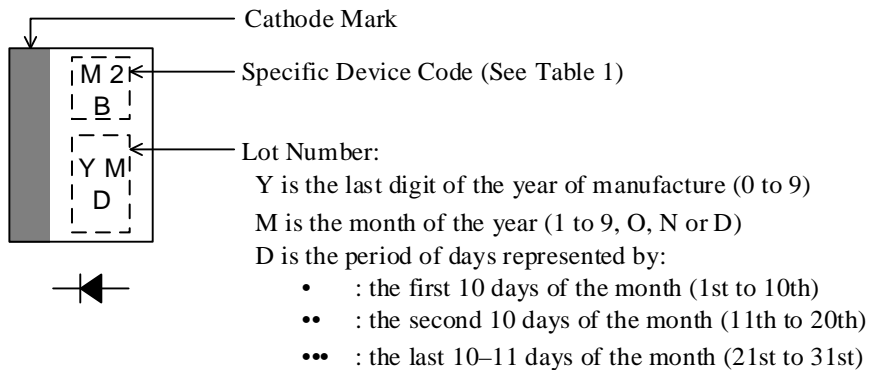 Cathode Mark
M 2
B
Specific Device Code (See Table 1)
Y M
D
Lot Number:
Y is the last digit of the year of manufacture (0 to 9)
M is the month of the year (1 to 9, O, N or D)
D is the period of days represented by:
• : the first 10 days of the month (1st to 10th)
•• : the second 10 days of the month (11th to 20th)
••• : the last 10–11 days of the month (21st to 31st)